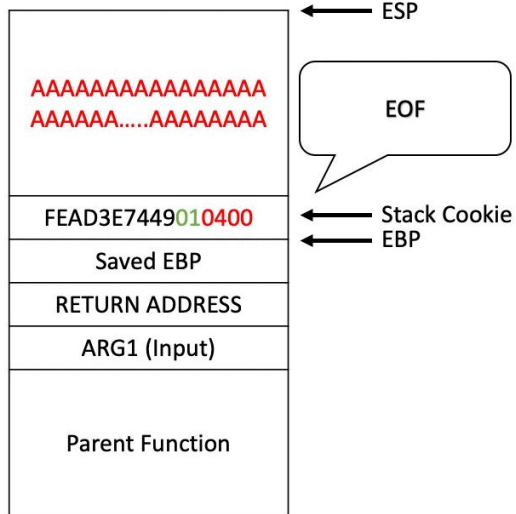 ESP
AAAAAAAAAAAAAAAA
AAAAAA.....AAAAAAAA
EOF
FEAD3E7449010400
Stack Cookie
EBP
Saved EBP
RETURN ADDRESS
ARG1 (Input)
Parent Function